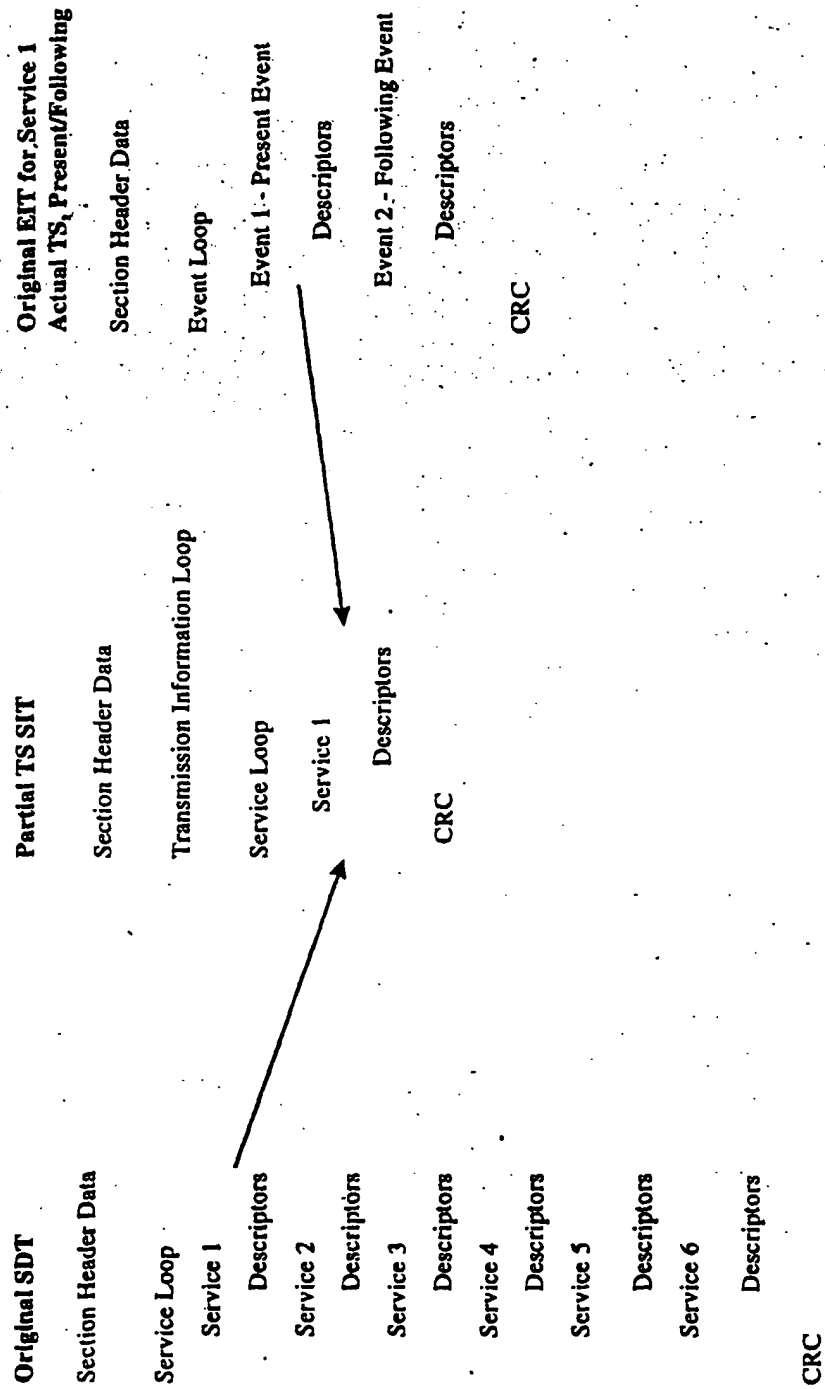 Original SDT
Section Header Data
Service Loop
Service 1
Descriptors
Service 2
Descriptors
Service 3
Descriptors
Service 4
Descriptors
Service 5
Descriptors
Service 6
Descriptors
CRC
Partial TS SIT
Section Header Data
Transmission Information Loop
Service Loop
Service 1
Descriptors
CRC
Original EIT for Service 1
Actual TS, Present/Following
Section Header Data
Event Loop
Event 1 - Present Event
Descriptors
Event 2 - Following Event
Descriptors
CRC